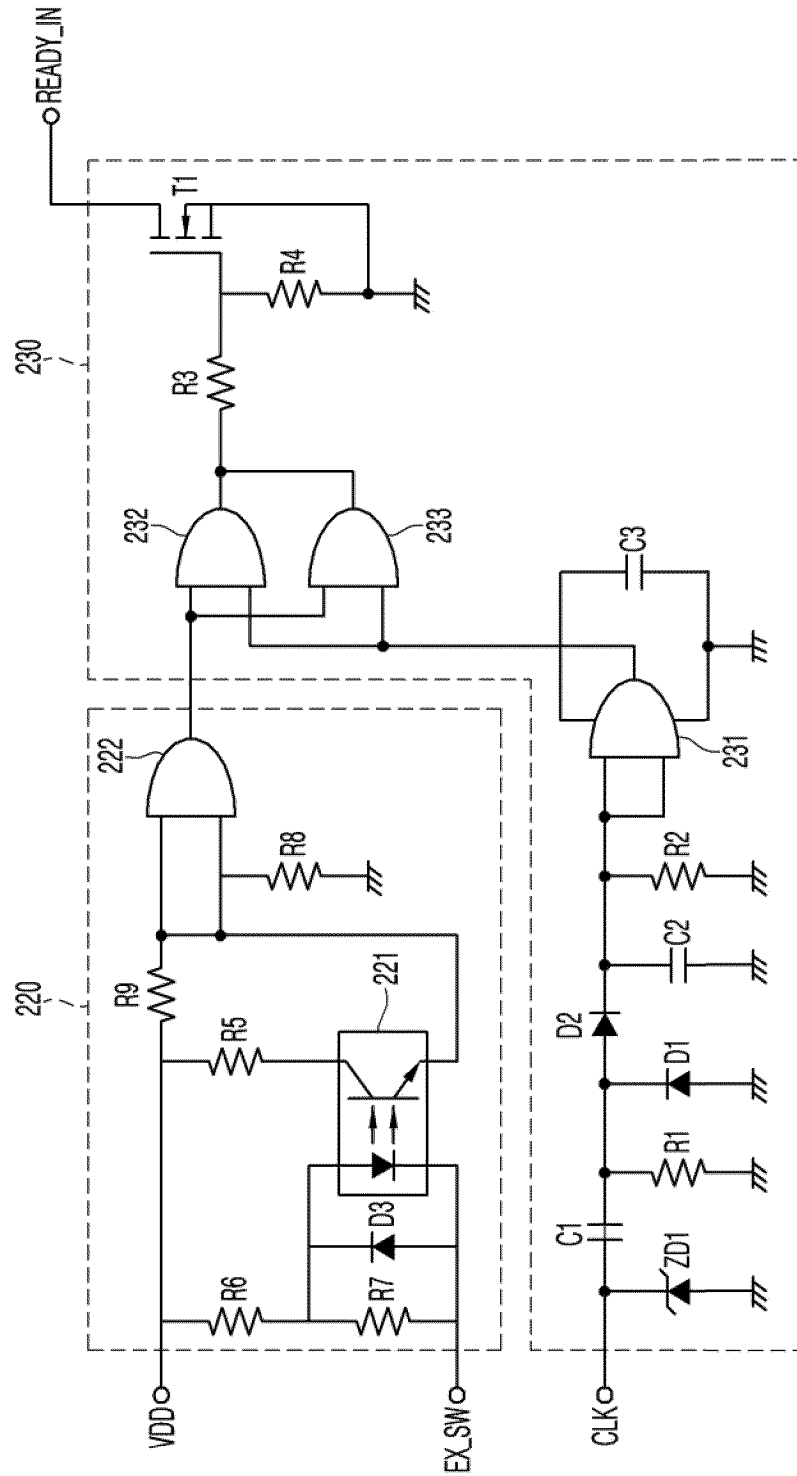 READY_IN
230
T1
R4
R3
232
233
C3
222
231
220
R8
R9
R2
221
C2
R5
D2
D1
R6
D3
R7
R1
C1
ZD1
VDD
EX_SW
CLK